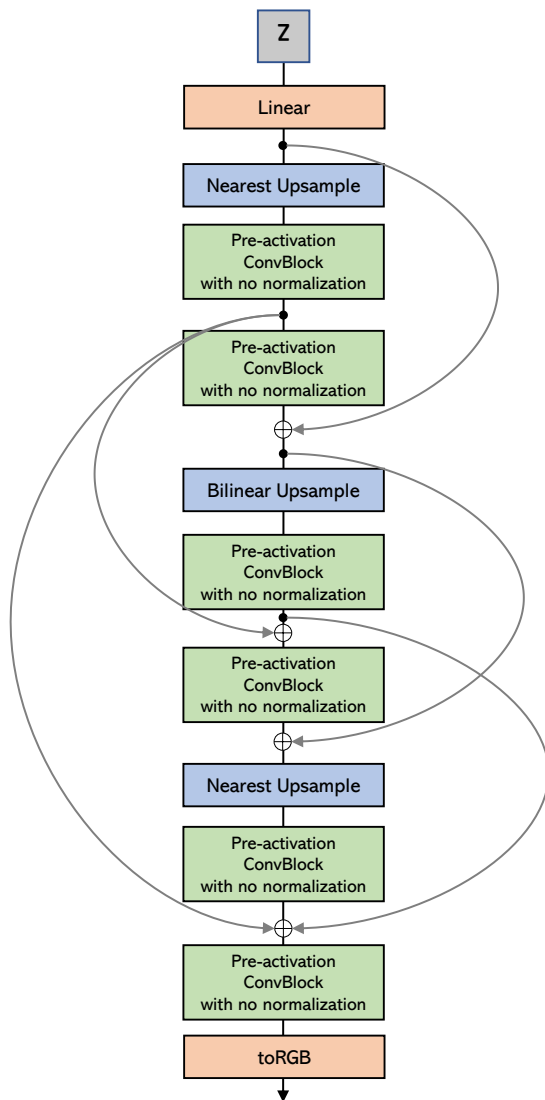 z
Linear
Nearest Upsample
Pre-activation
ConvBlock
with no normalization
Pre-activation
ConvBlock
with no normalization
Bilinear Upsample
Pre-activation
ConvBlock
with no normalization
Pre-activation
ConvBlock
with no normalization
Nearest Upsample
Pre-activation
ConvBlock
with no normalization
Pre-activation
ConvBlock
with no normalization
toRGB